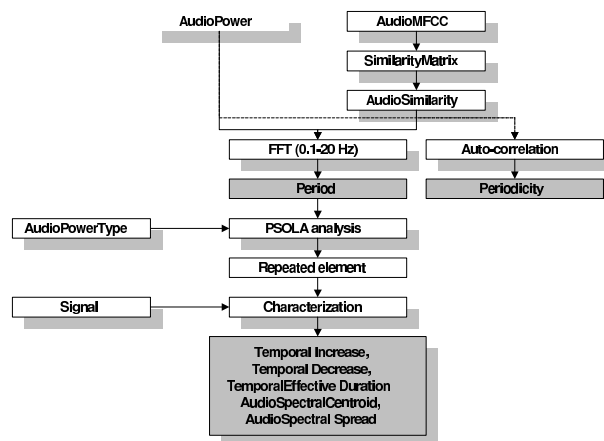 AudioPower
AudioMFCC
SimilarityMatrix
AudioSimilarity
FFT (0.1-20 Hz)
Auto-correlation
Period
Periodicity
AudioPowerType
PSOLA analysis
Repeated element
Signal
Characterization
Temporal Increase,
Temporal Decrease,
TemporalEffective Duration
AudioSpectralCentroid,
AudioSpectral Spread